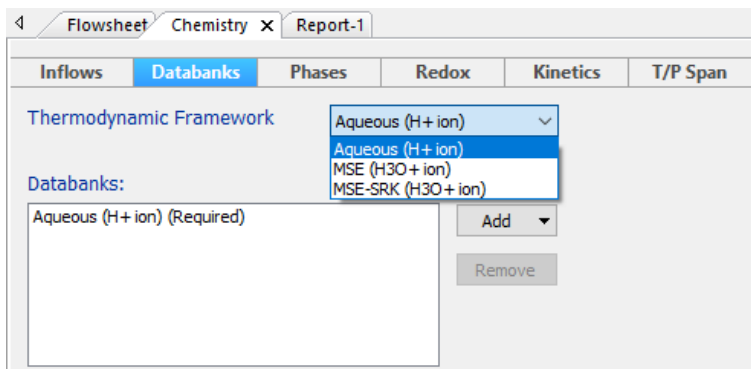 Flowsheet Chemistry x Report-1
Inflows Databanks Phases Redox Kinetics T/P Span
Thermodynamic Framework Aqueous (H+ ion)
Aqueous (H+ ion)
MSE (H3O+ ion)
MSE-SRK (H3O+ ion)
Databanks:
Aqueous (H+ ion) (Required)
Add
Remove